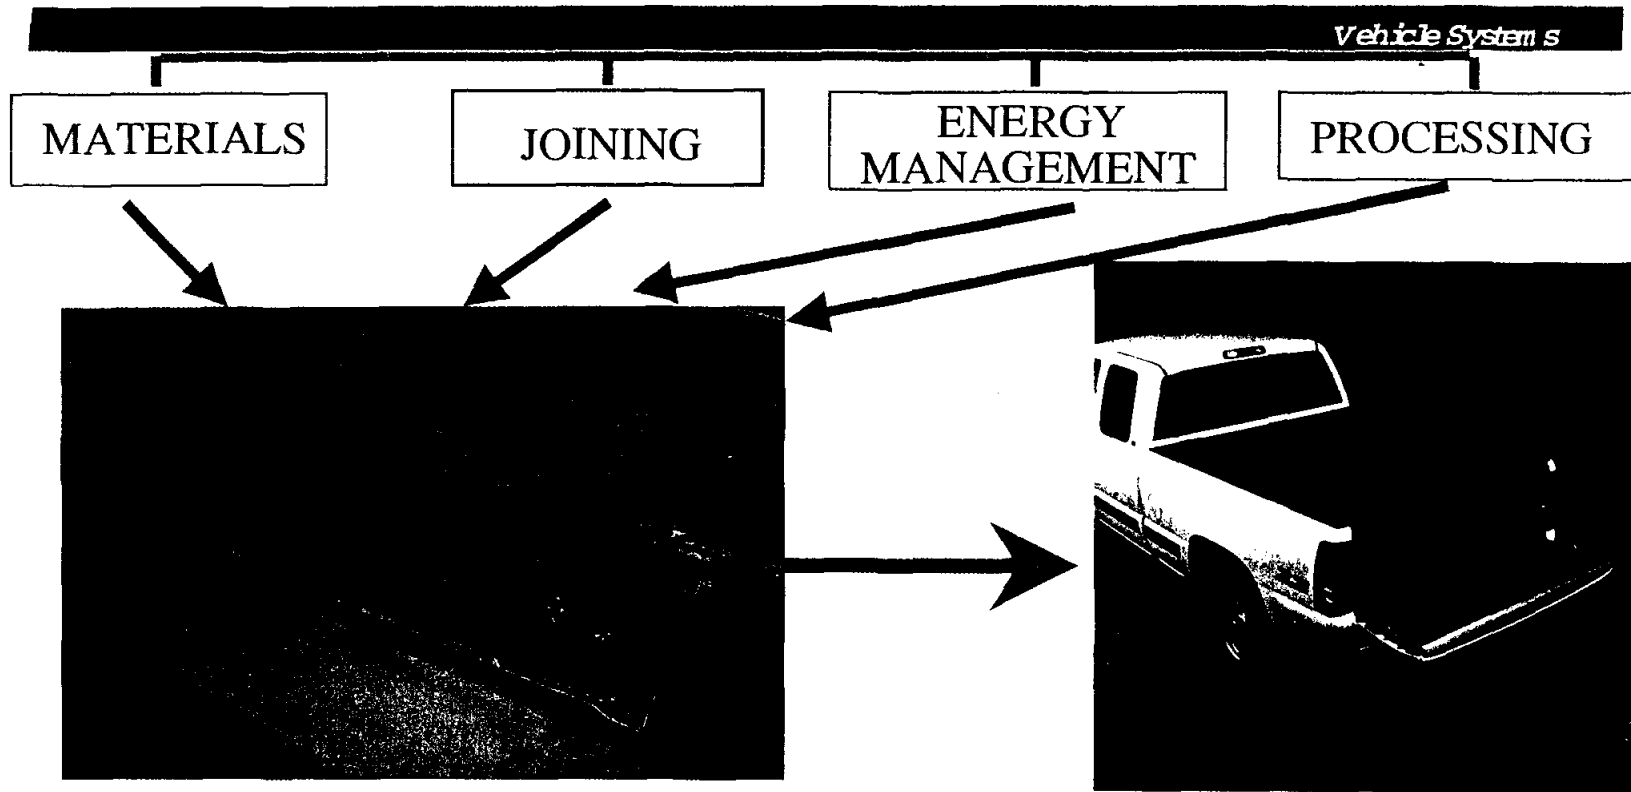 Vehicle Systems
MATERIALS
JOINING
ENERGY
MANAGEMENT
PROCESSING